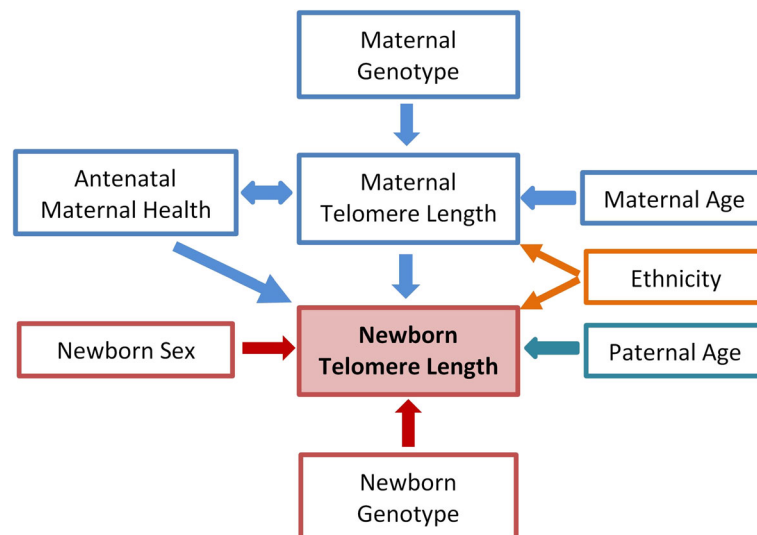 Maternal
Genotype
Antenatal
Maternal Health
Maternal
Telomere Length
Maternal Age
Ethnicity
Newborn Sex
Newborn
Telomere Length
Paternal Age
Newborn
Genotype